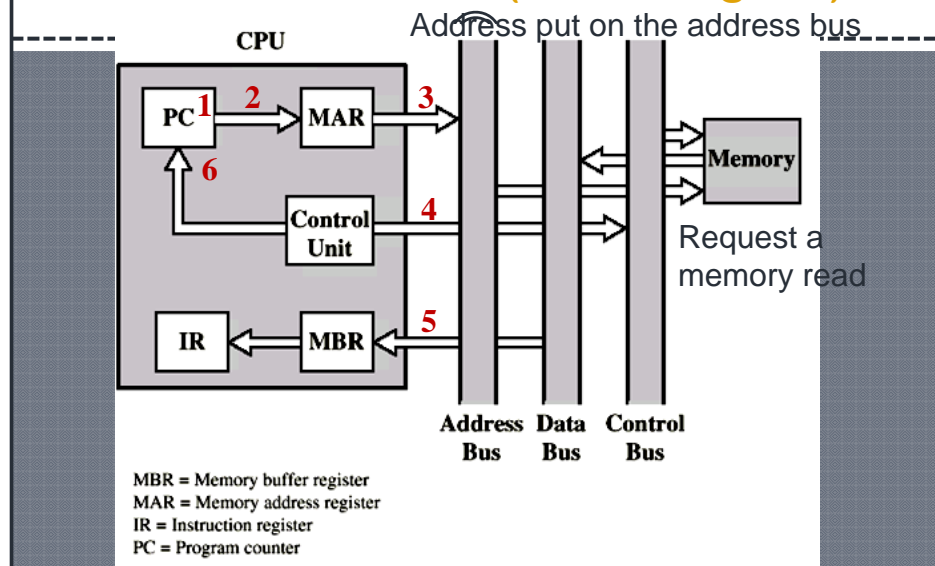 Address put on the address bus
CPU
PC
1
2
MAR
3
Memory
6
Control
Unit
4
Request a
memory read
IR
MBR
5
Address Data Control
Bus Bus Bus
MBR = Memory buffer register
MAR = Memory address register
IR = Instruction register
PC = Program counter